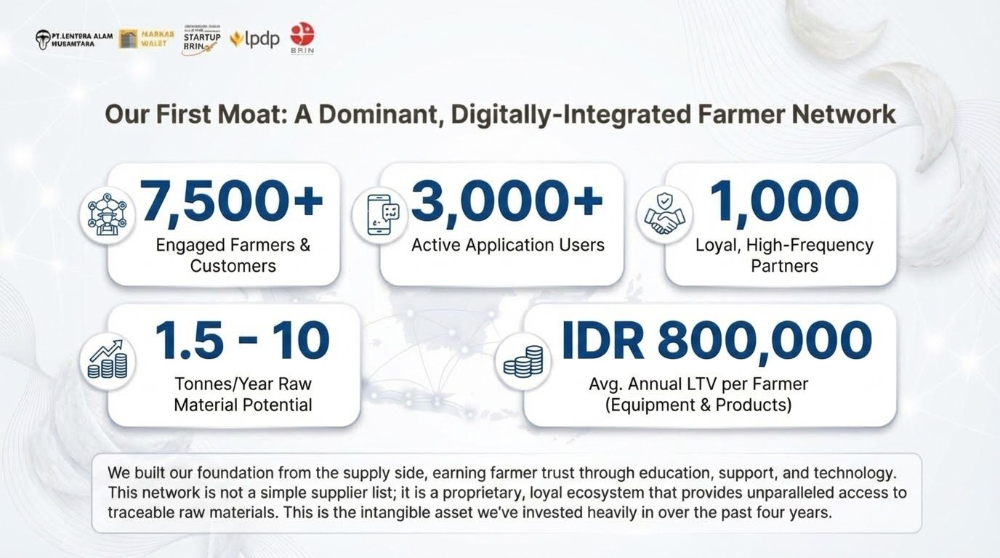 PT.LENTERA ALAM
NUSANTARA
MARKAS
WALET
STARTUP
BRIN
lpdp
BRIN
Our First Moat: A Dominant, Digitally-Integrated Farmer Network
7,500+
Engaged Farmers &
Customers
3,000+
Active Application Users
1,000
Loyal, High-Frequency
Partners
1.5 - 10
Tonnes/Year Raw
Material Potential
IDR 800,000
Avg. Annual LTV per Farmer
(Equipment & Products)
We built our foundation from the supply side, earning farmer trust through education, support, and technology.
This network is not a simple supplier list; it is a proprietary, loyal ecosystem that provides unparalleled access to
traceable raw materials. This is the intangible asset we've invested heavily in over the past four years.